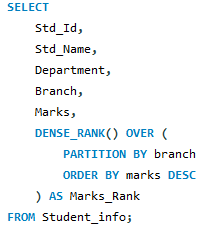 SELECT
Std_Id,
Std_Name,
Department,
Branch,
Marks,
DENSE_RANK() OVER (
PARTITION BY branch
ORDER BY marks DESC
) AS Marks_Rank
FROM Student_info;